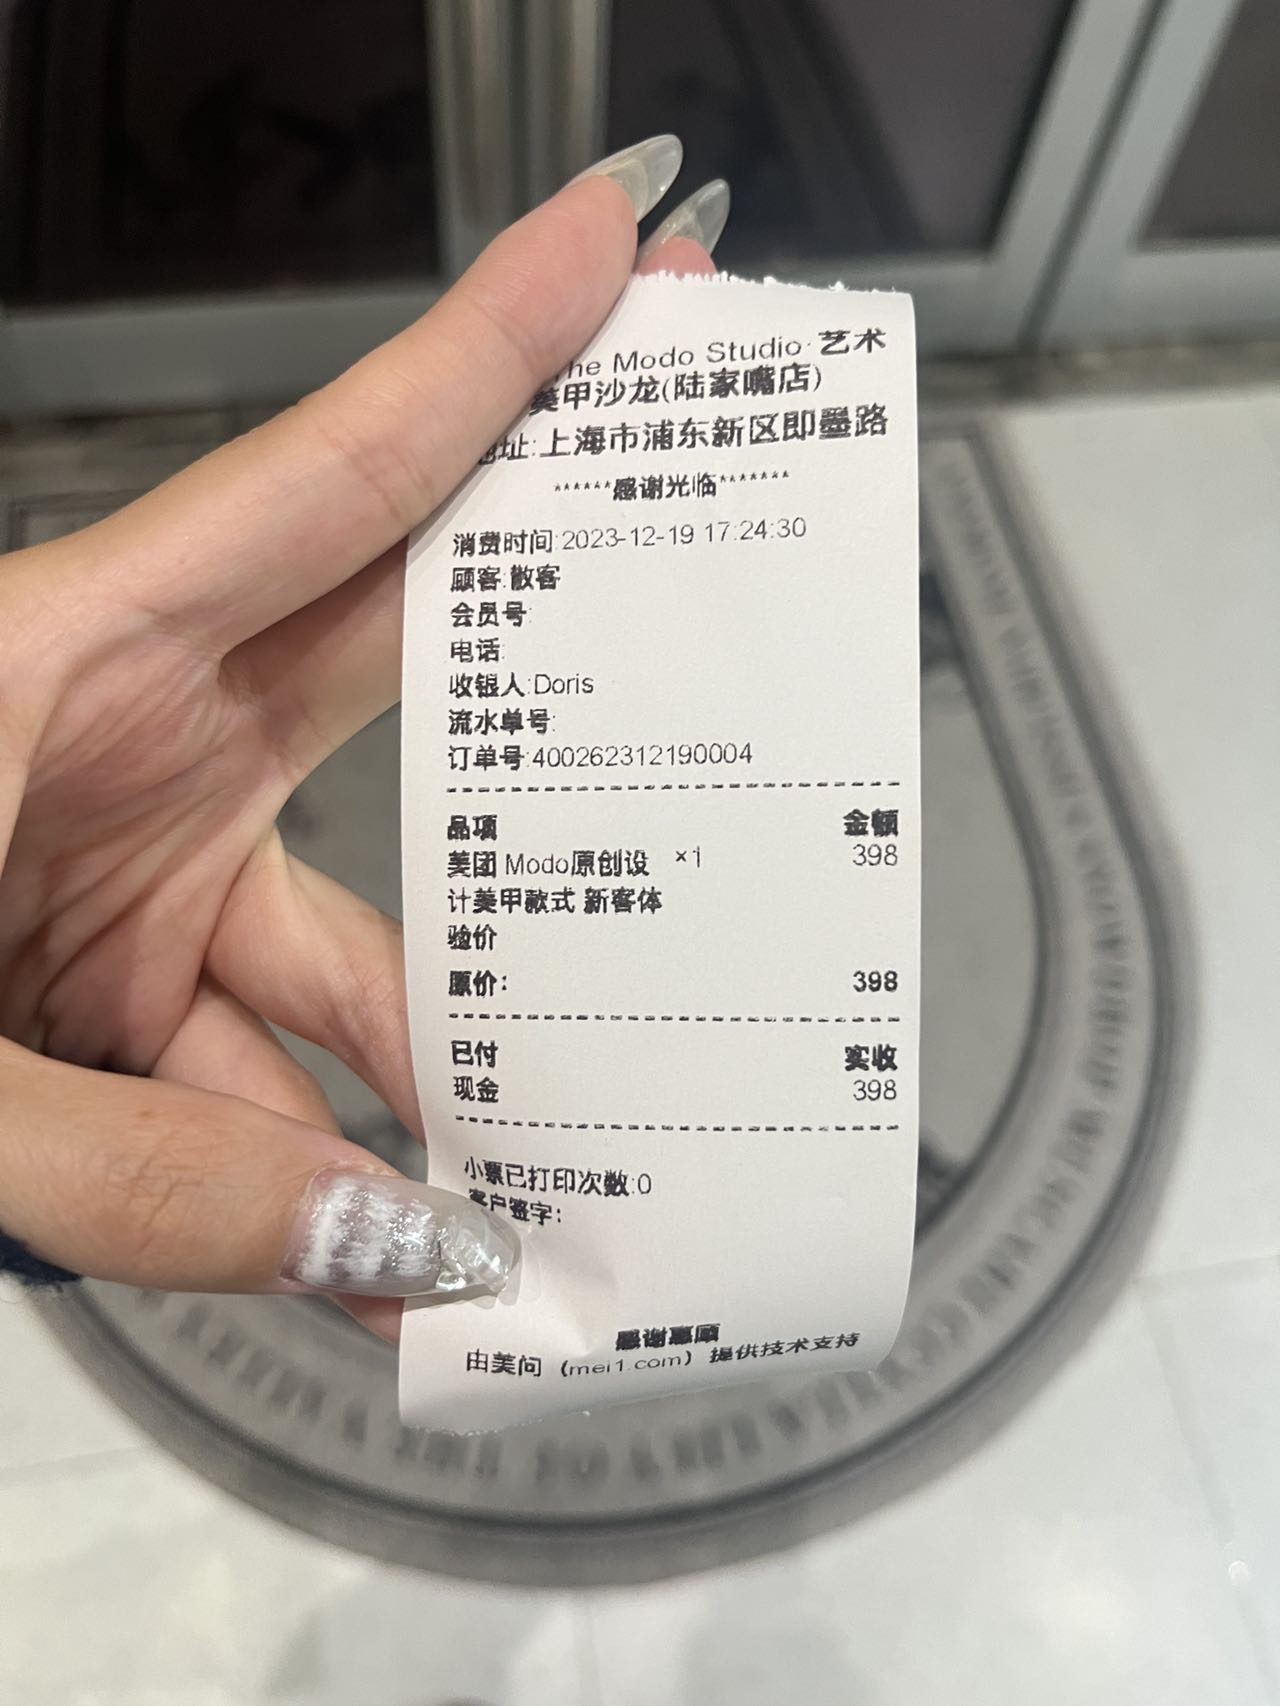 The Modo Studio·艺术
美甲沙龙(陆家嘴店)
地址:上海市浦东新区即墨路
******感谢光临*******
消费时间:2023-12-19 17:24:30
顾客:散客
会员号:
电话:
收银人:Doris
流水单号:
订单号:400262312190004
品项 金额
美团 Modo原创设 ×1 398
计美甲款式 新客体
验价
原价: 398
已付 实收
现金 398
小票已打印次数:0
客户签字:
感谢惠顾
由美问（mei1.com）提供技术支持